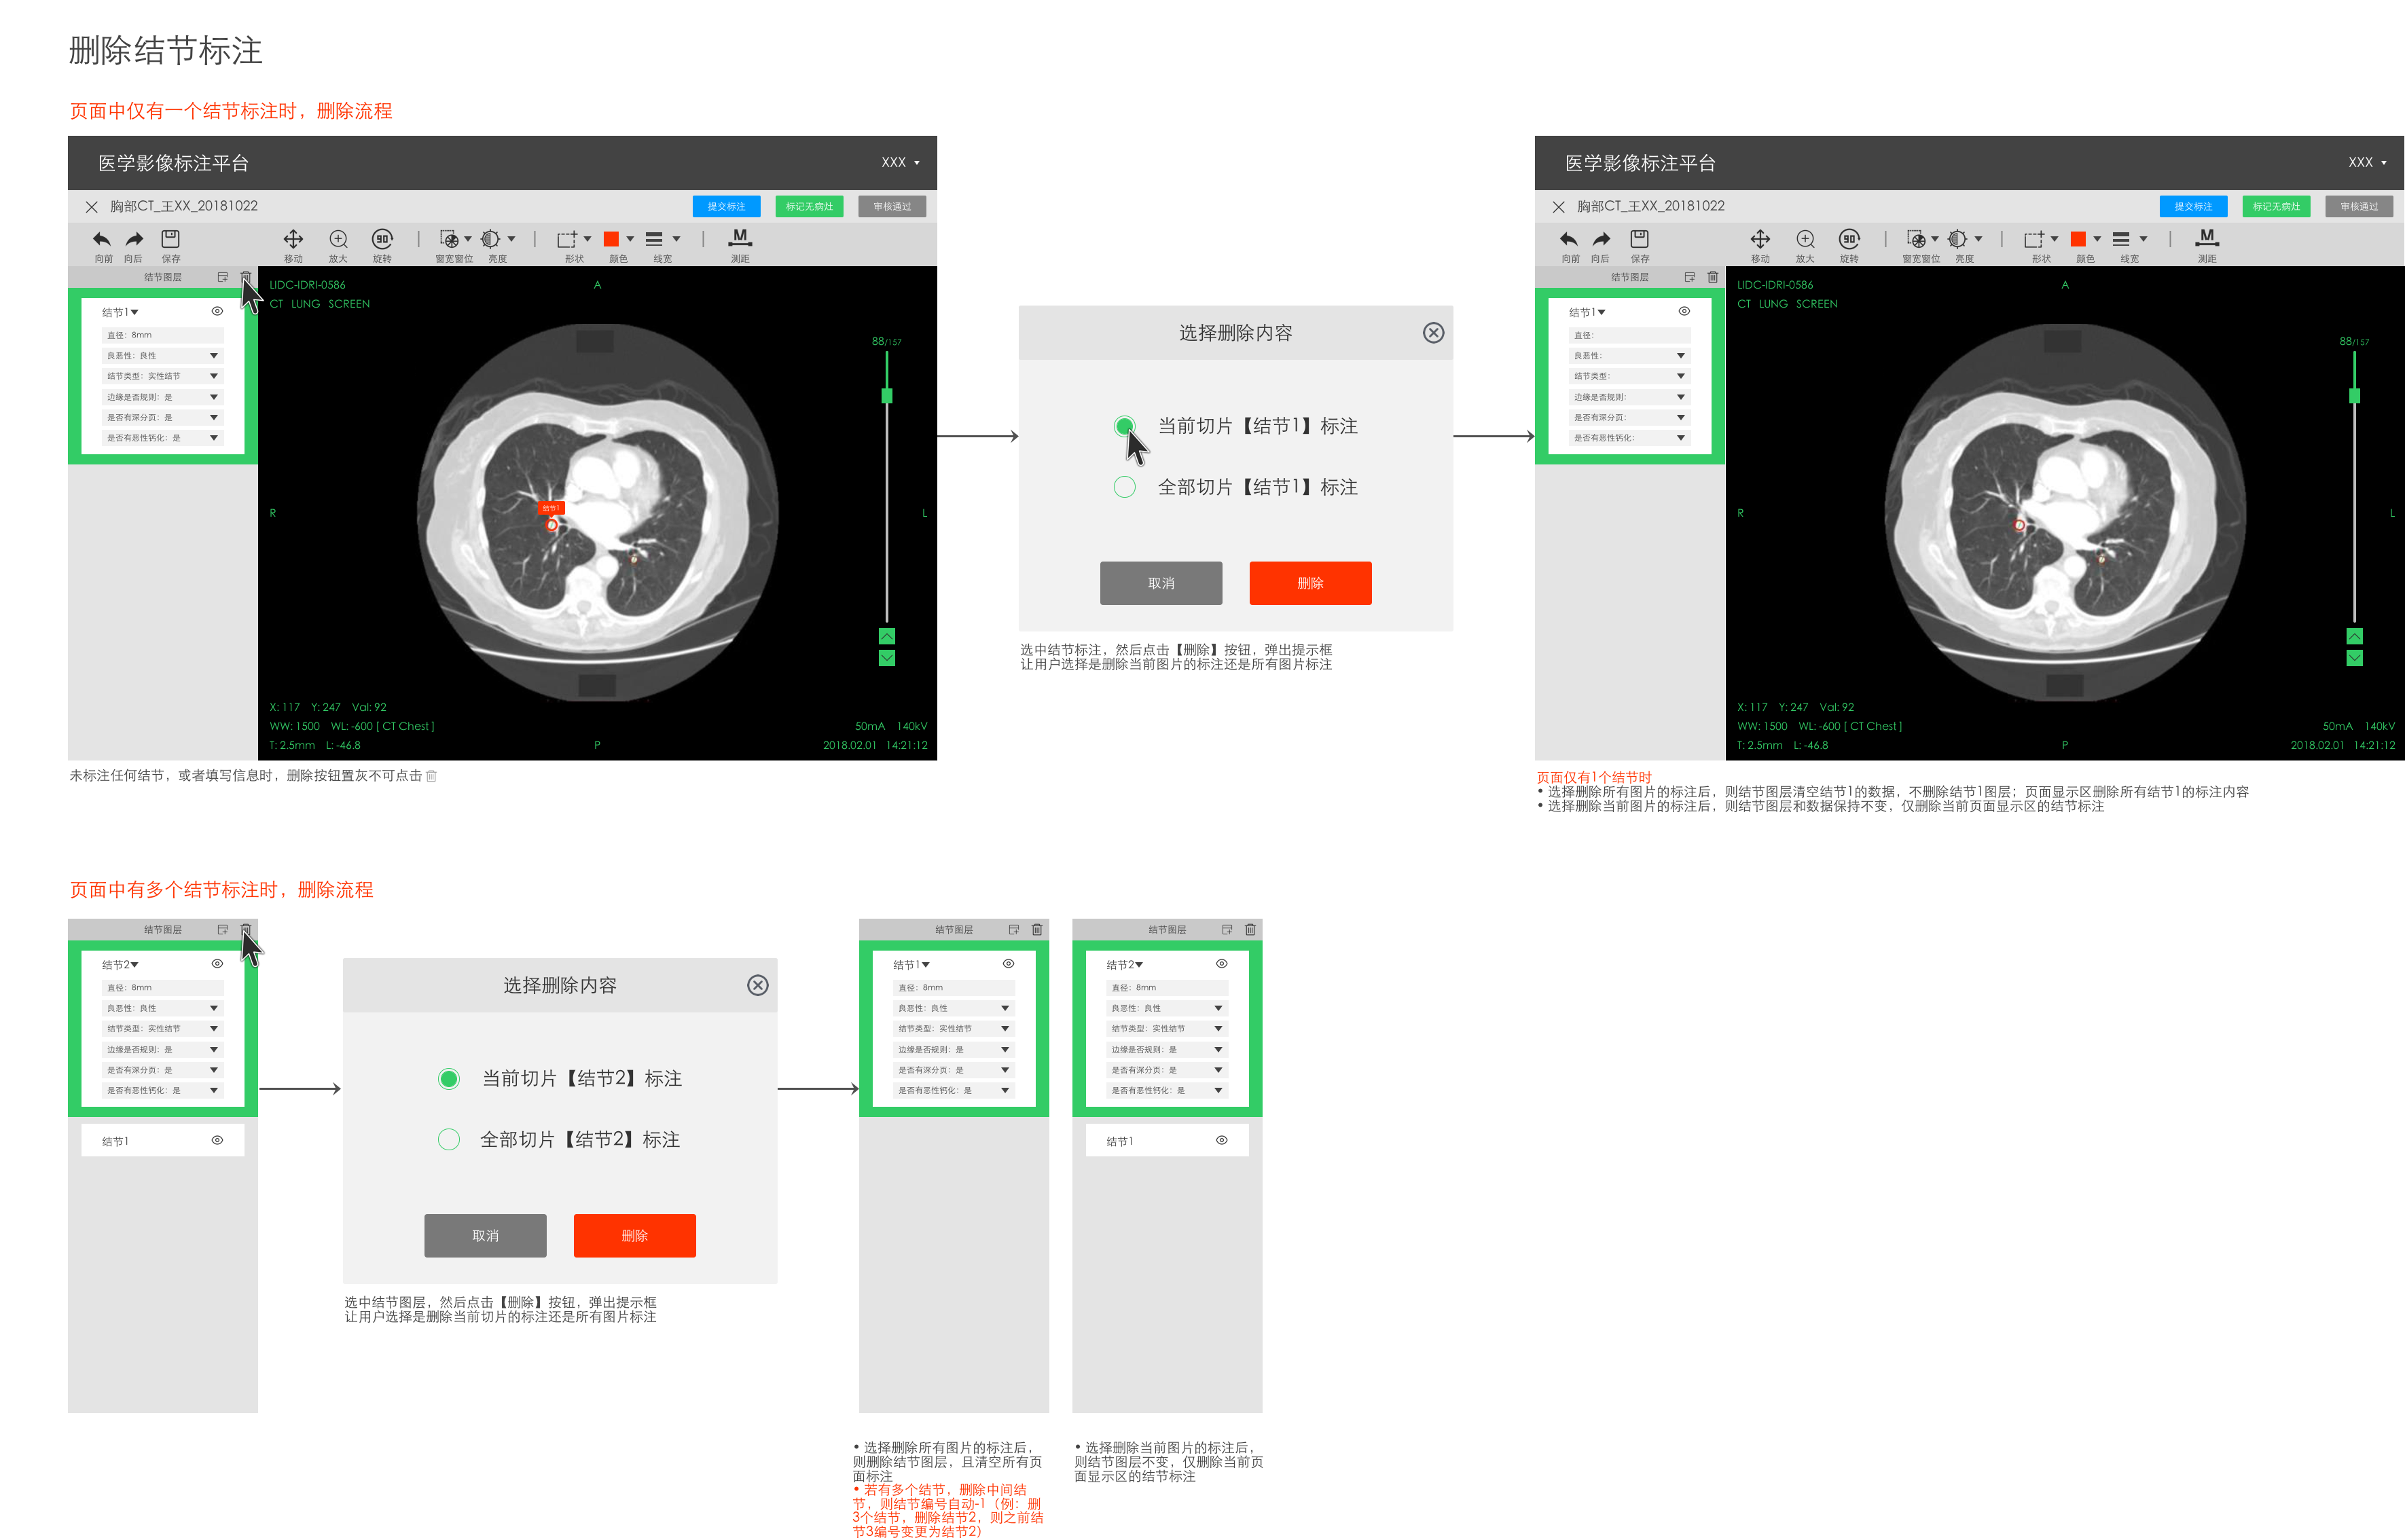 删除结节标注
页面中仅有一个结节标注时，删除流程
医学影像标注平台
XXX
胸部CT_王XX_20181022
提交标注
标记无病灶
审核通过
向前
向后
保存
移动
放大
90
旋转
窗宽窗位
亮度
形状
颜色
线宽
M
测距
结节图层
结节1
直径：8mm
良恶性：良性
结节类型：实性结节
边缘是否规则：是
是否有深分页：是
是否有恶性钙化：是
LIDC-IDRI-0586
CT LUNG SCREEN
A
88/157
R
L
结节1
X: 117 Y: 247 Val: 92
WW: 1500 WL: -600 [ CT Chest ]
T: 2.5mm L: -46.8
P
50mA 140kV
2018.02.01 14:21:12
未标注任何结节，或者填写信息时，删除按钮置灰不可点击
选择删除内容
当前切片【结节1】标注
全部切片【结节1】标注
取消
删除
选中结节标注，然后点击【删除】按钮，弹出提示框
让用户选择是删除当前图片的标注还是所有图片标注
医学影像标注平台
XXX
胸部CT_王XX_20181022
提交标注
标记无病灶
审核通过
向前
向后
保存
移动
放大
90
旋转
窗宽窗位
亮度
形状
颜色
线宽
M
测距
结节图层
结节1
直径：
良恶性：
结节类型：
边缘是否规则：
是否有深分页：
是否有恶性钙化：
LIDC-IDRI-0586
CT LUNG SCREEN
A
88/157
R
L
X: 117 Y: 247 Val: 92
WW: 1500 WL: -600 [ CT Chest ]
T: 2.5mm L: -46.8
P
50mA 140kV
2018.02.01 14:21:12
页面仅有1个结节时
• 选择删除所有图片的标注后，则结节图层清空结节1的数据，不删除结节1图层；页面显示区删除所有结节1的标注内容
• 选择删除当前图片的标注后，则结节图层和数据保持不变，仅删除当前页面显示区的结节标注
页面中有多个结节标注时，删除流程
结节图层
结节2
直径：8mm
良恶性：良性
结节类型：实性结节
边缘是否规则：是
是否有深分页：是
是否有恶性钙化：是
结节1
选择删除内容
当前切片【结节2】标注
全部切片【结节2】标注
取消
删除
选中结节图层，然后点击【删除】按钮，弹出提示框
让用户选择是删除当前切片的标注还是所有图片标注
结节图层
结节1
直径：8mm
良恶性：良性
结节类型：实性结节
边缘是否规则：是
是否有深分页：是
是否有恶性钙化：是
• 选择删除所有图片的标注后，
则删除结节图层，且清空所有页
面标注
• 若有多个结节，删除中间结
节，则结节编号自动-1（例：删
3个结节，删除结节2，则之前结
节3编号变更为结节2）
结节图层
结节2
直径：8mm
良恶性：良性
结节类型：实性结节
边缘是否规则：是
是否有深分页：是
是否有恶性钙化：是
结节1
• 选择删除当前图片的标注后，
则结节图层不变，仅删除当前页
面显示区的结节标注